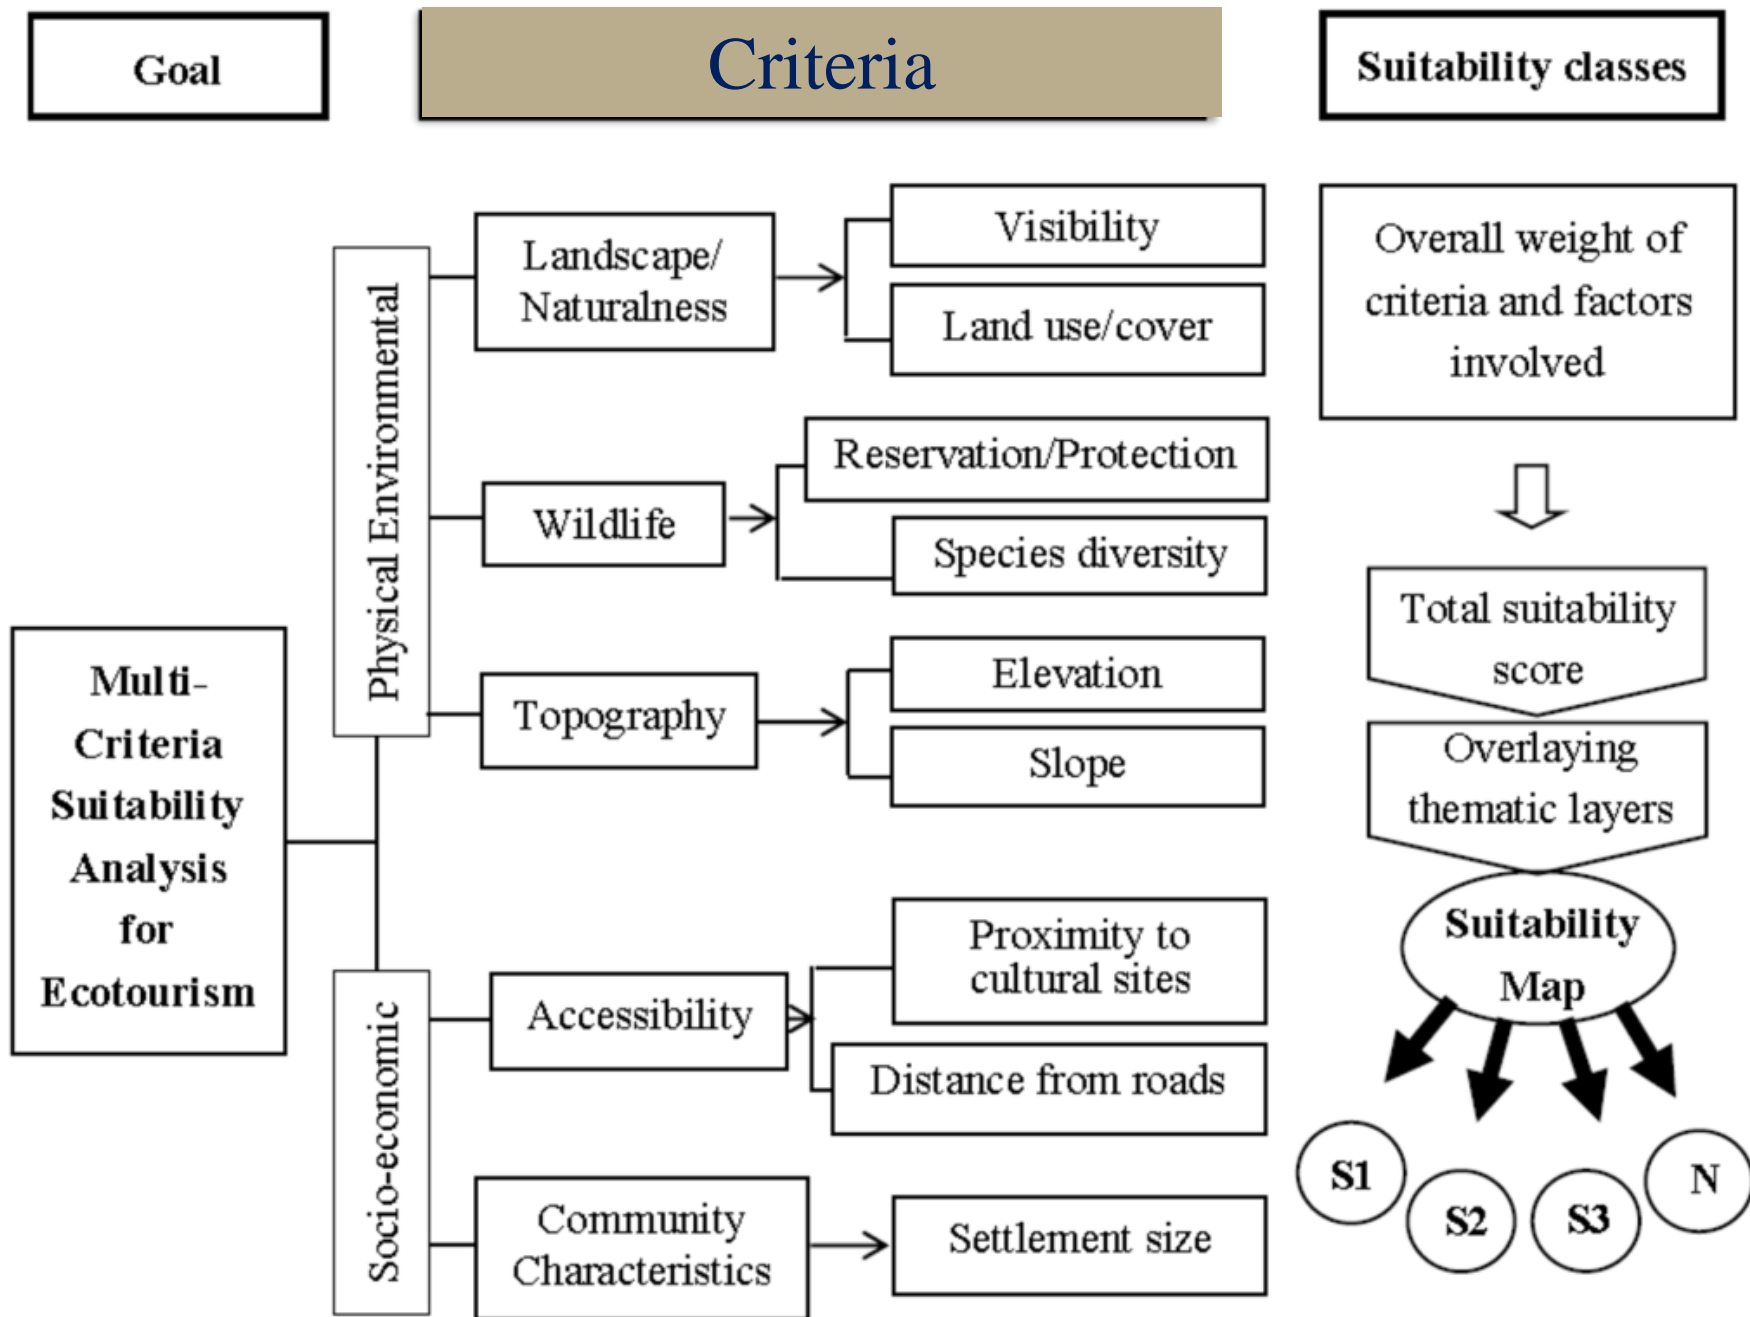 Goal
Criteria
Suitability classes
Multi-
Criteria
Suitability
Analysis
for
Ecotourism
Physical Environmental
Landscape/
Naturalness
Visibility
Land use/cover
Wildlife
Reservation/Protection
Species diversity
Topography
Elevation
Slope
Socio-economic
Accessibility
Proximity to
cultural sites
Distance from roads
Community
Characteristics
Settlement size
Overall weight of
criteria and factors
involved
Total suitability
score
Overlaying
thematic layers
Suitability
Map
S1
S2
S3
N